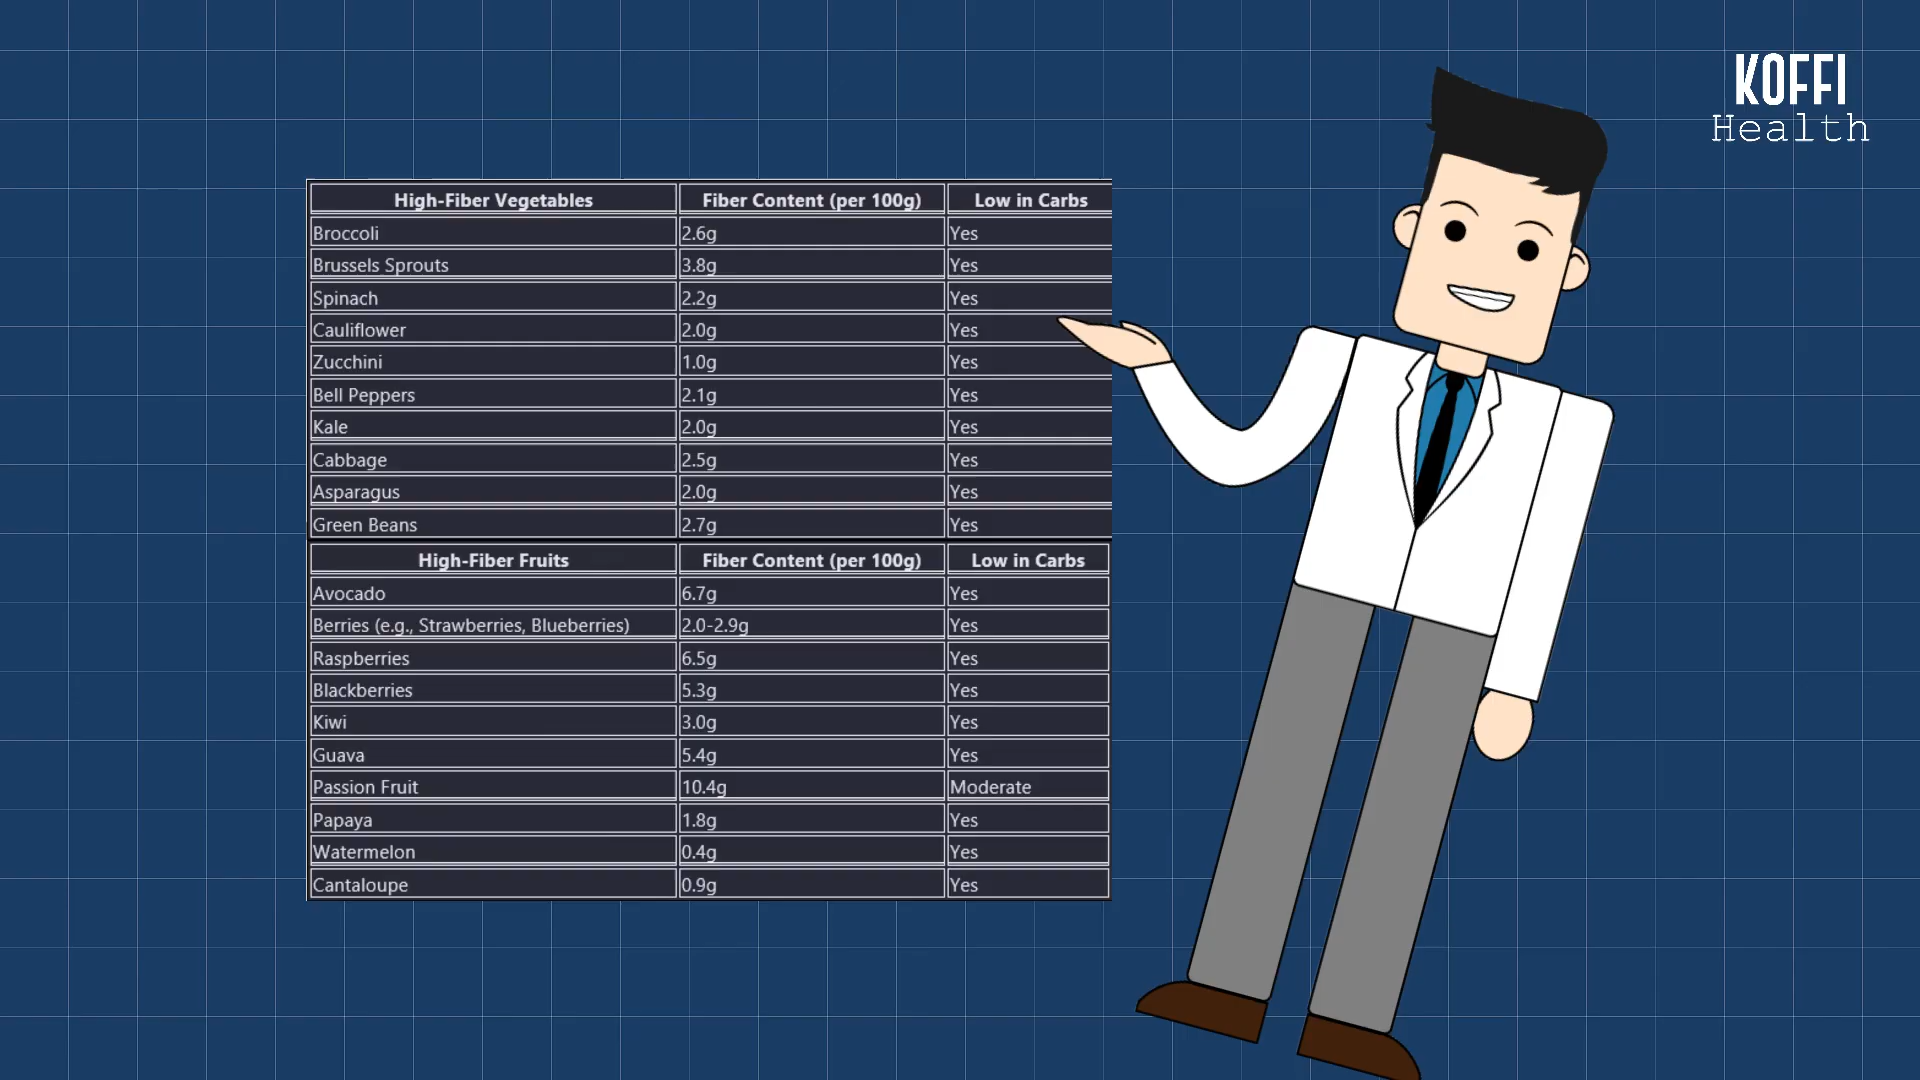 KOFFI
Health
High-Fiber Vegetables Fiber Content (per 100g) Low in Carbs
Broccoli 2.6g Yes
Brussels Sprouts 3.8g Yes
Spinach 2.2g Yes
Cauliflower 2.0g Yes
Zucchini 1.0g Yes
Bell Peppers 2.1g Yes
Kale 2.0g Yes
Cabbage 2.5g Yes
Asparagus 2.0g Yes
Green Beans 2.7g Yes
High-Fiber Fruits Fiber Content (per 100g) Low in Carbs
Avocado 6.7g Yes
Berries (e.g., Strawberries, Blueberries) 2.0-2.9g Yes
Raspberries 6.5g Yes
Blackberries 5.3g Yes
Kiwi 3.0g Yes
Guava 5.4g Yes
Passion Fruit 10.4g Moderate
Papaya 1.8g Yes
Watermelon 0.4g Yes
Cantaloupe 0.9g Yes